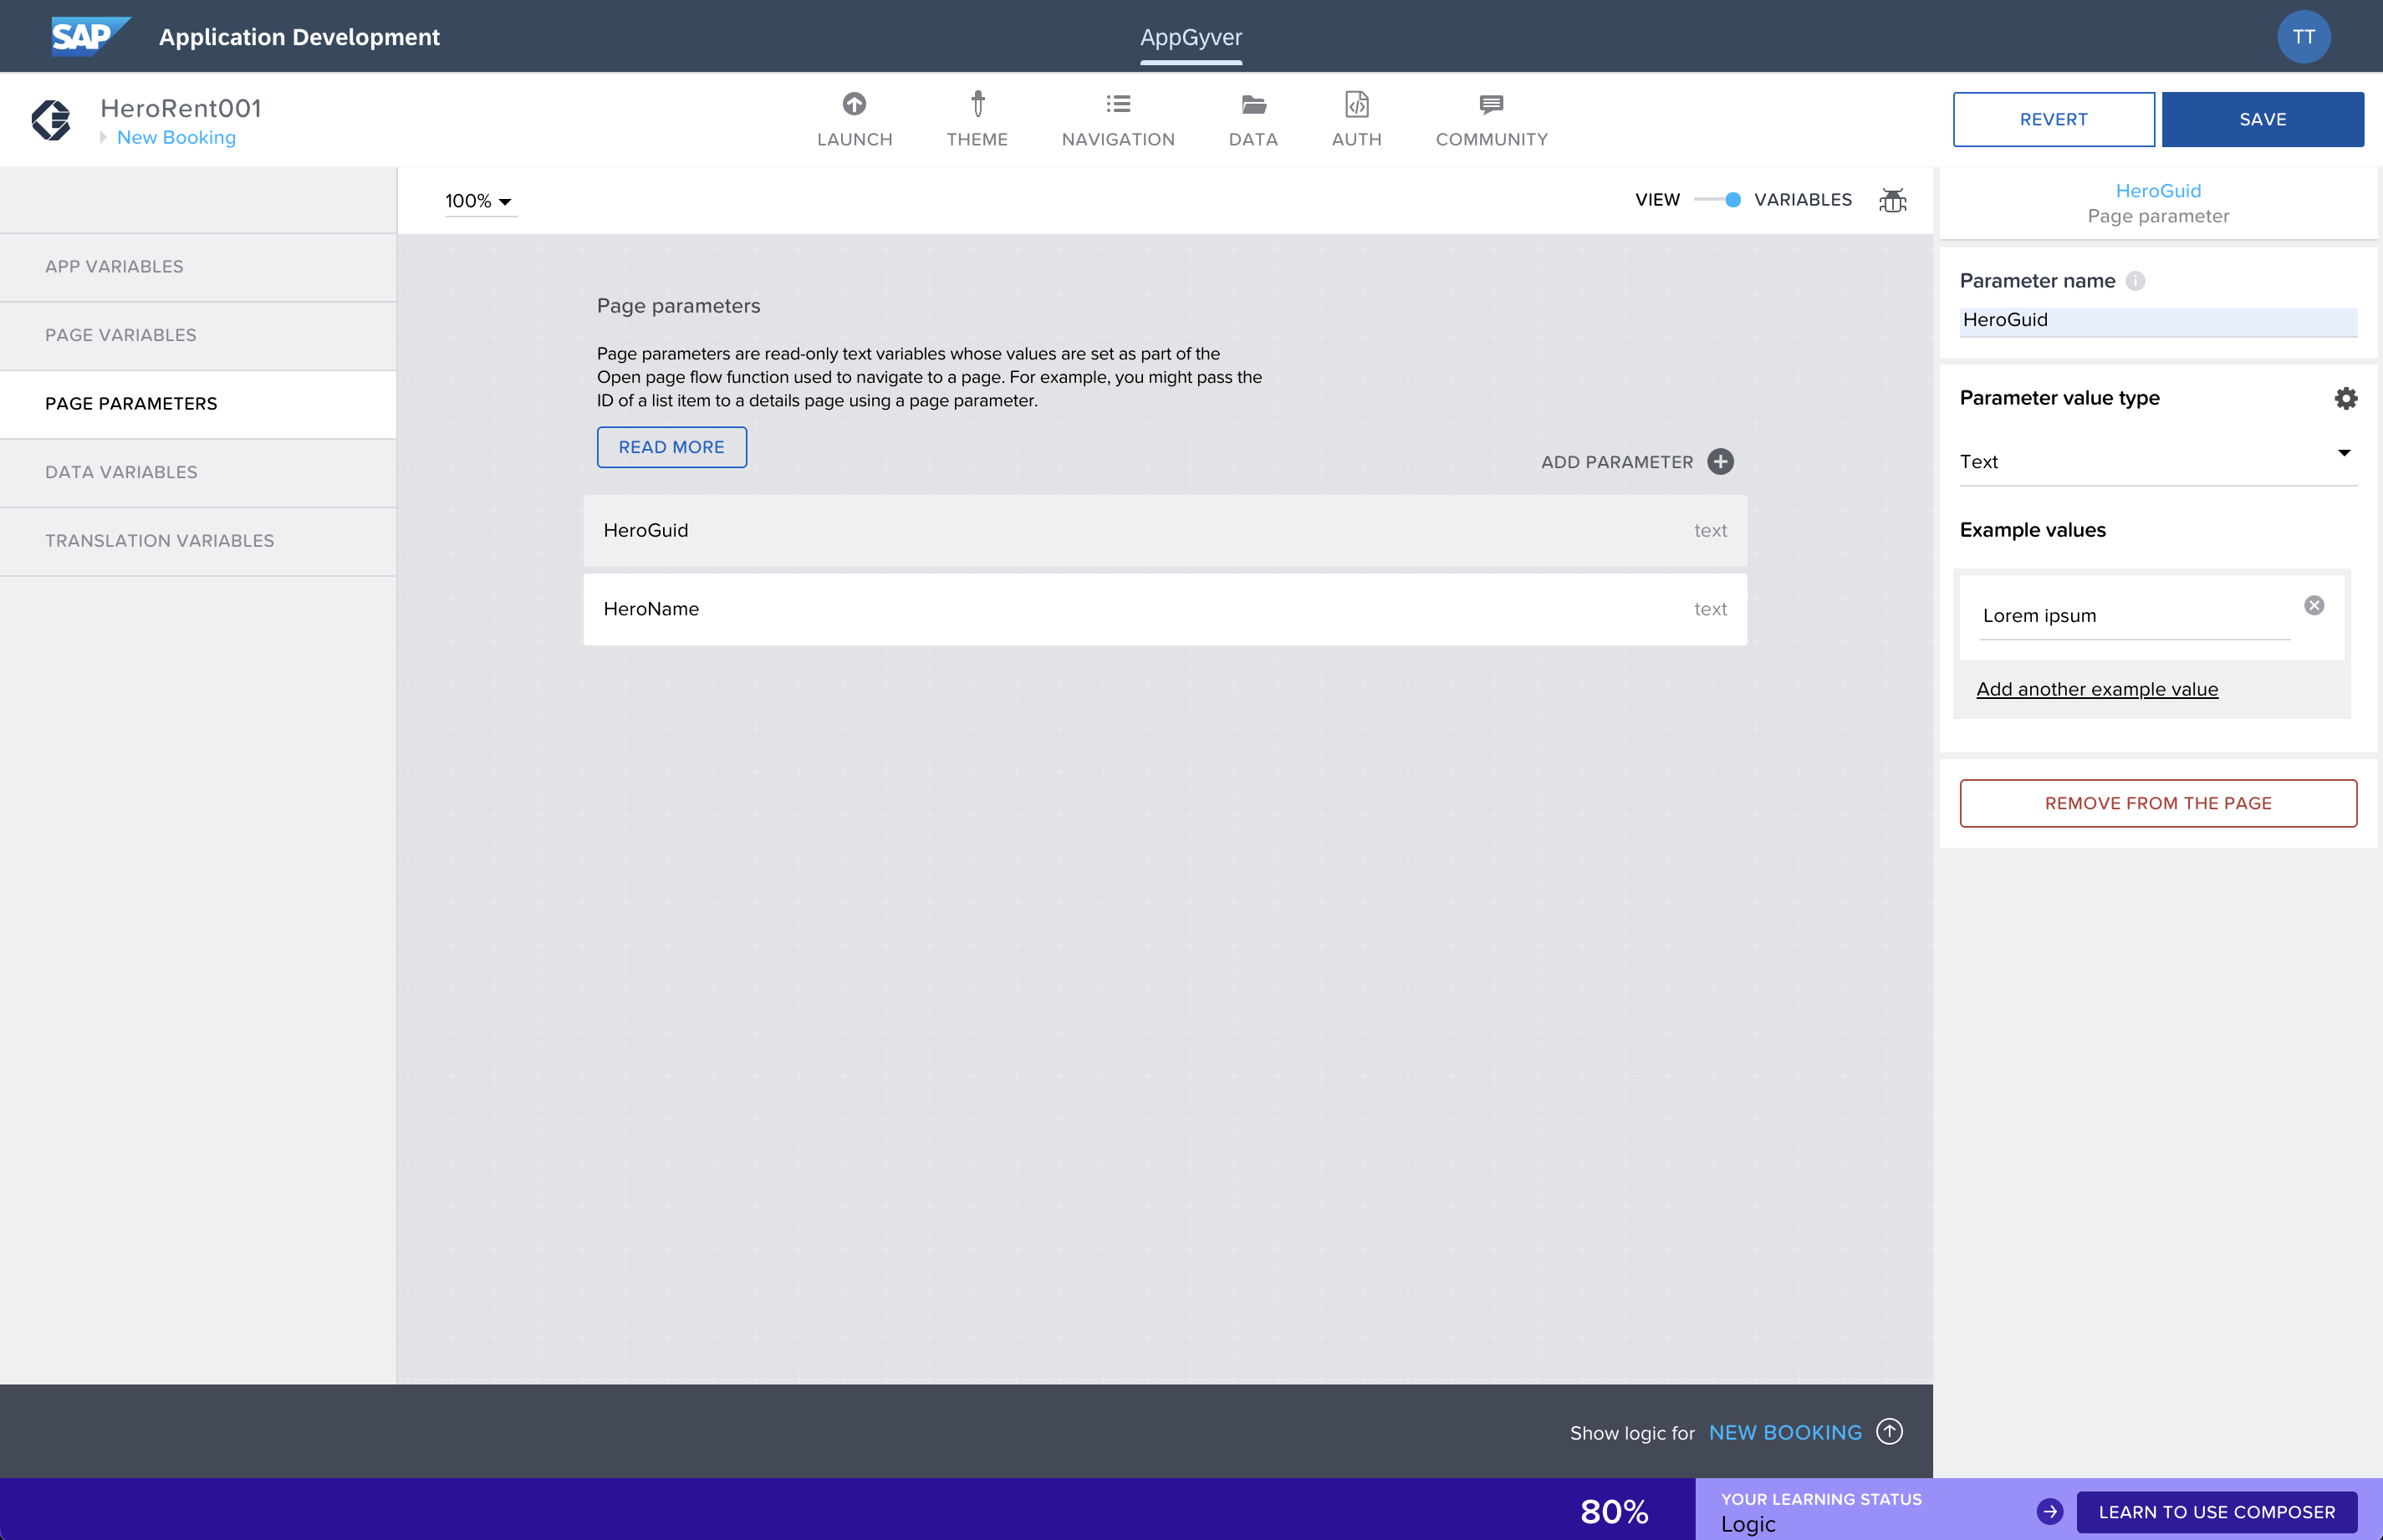 SAP
Application Development
AppGyver
TT
HeroRent001
New Booking
LAUNCH
THEME
NAVIGATION
DATA
AUTH
COMMUNITY
REVERT
SAVE
APP VARIABLES
PAGE VARIABLES
PAGE PARAMETERS
DATA VARIABLES
TRANSLATION VARIABLES
100%
VIEW
VARIABLES
Page parameters
Page parameters are read-only text variables whose values are set as part of the
Open page flow function used to navigate to a page. For example, you might pass the
ID of a list item to a details page using a page parameter.
READ MORE
ADD PARAMETER
HeroGuid text
HeroName text
HeroGuid
Page parameter
Parameter name
HeroGuid
Parameter value type
Text
Example values
Lorem ipsum
Add another example value
REMOVE FROM THE PAGE
Show logic for NEW BOOKING
80%
YOUR LEARNING STATUS
Logic
LEARN TO USE COMPOSER